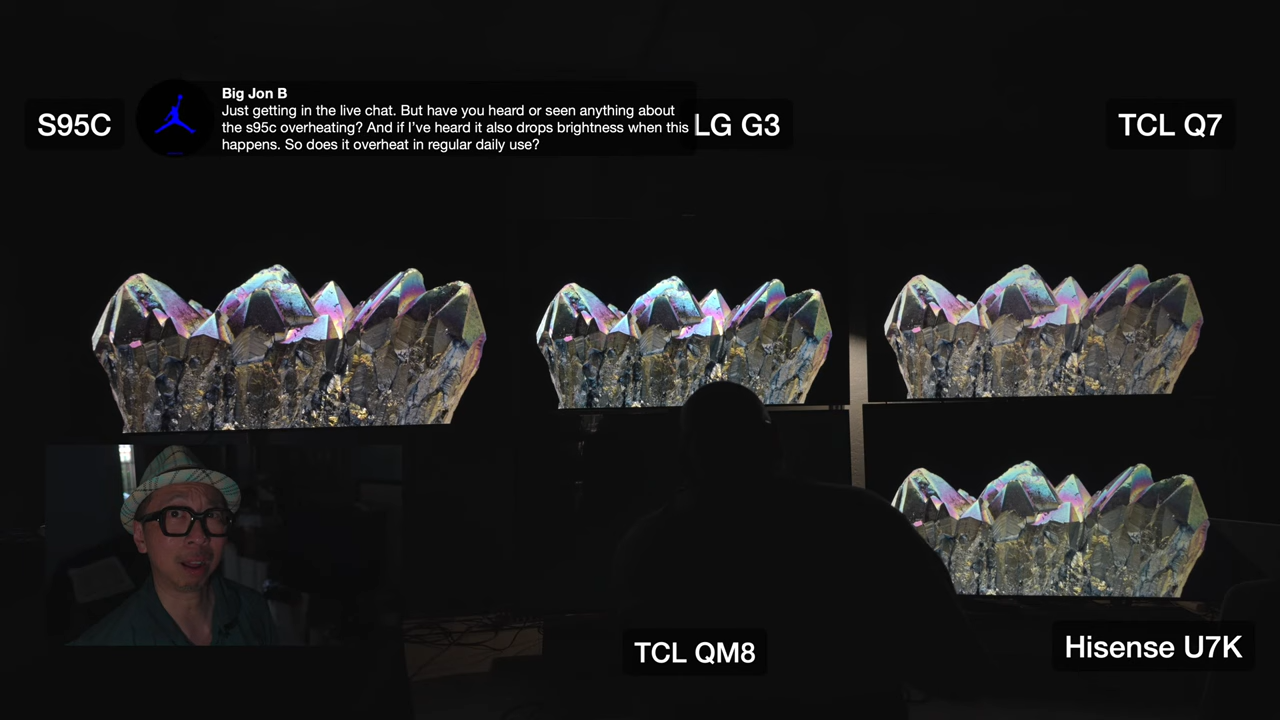 S95C
Big Jon B
Just getting in the live chat. But have you heard or seen anything about
the s95c overheating? And if I've heard it also drops brightness when this
happens. So does it overheat in regular daily use?
LG G3
TCL Q7
TCL QM8
Hisense U7K